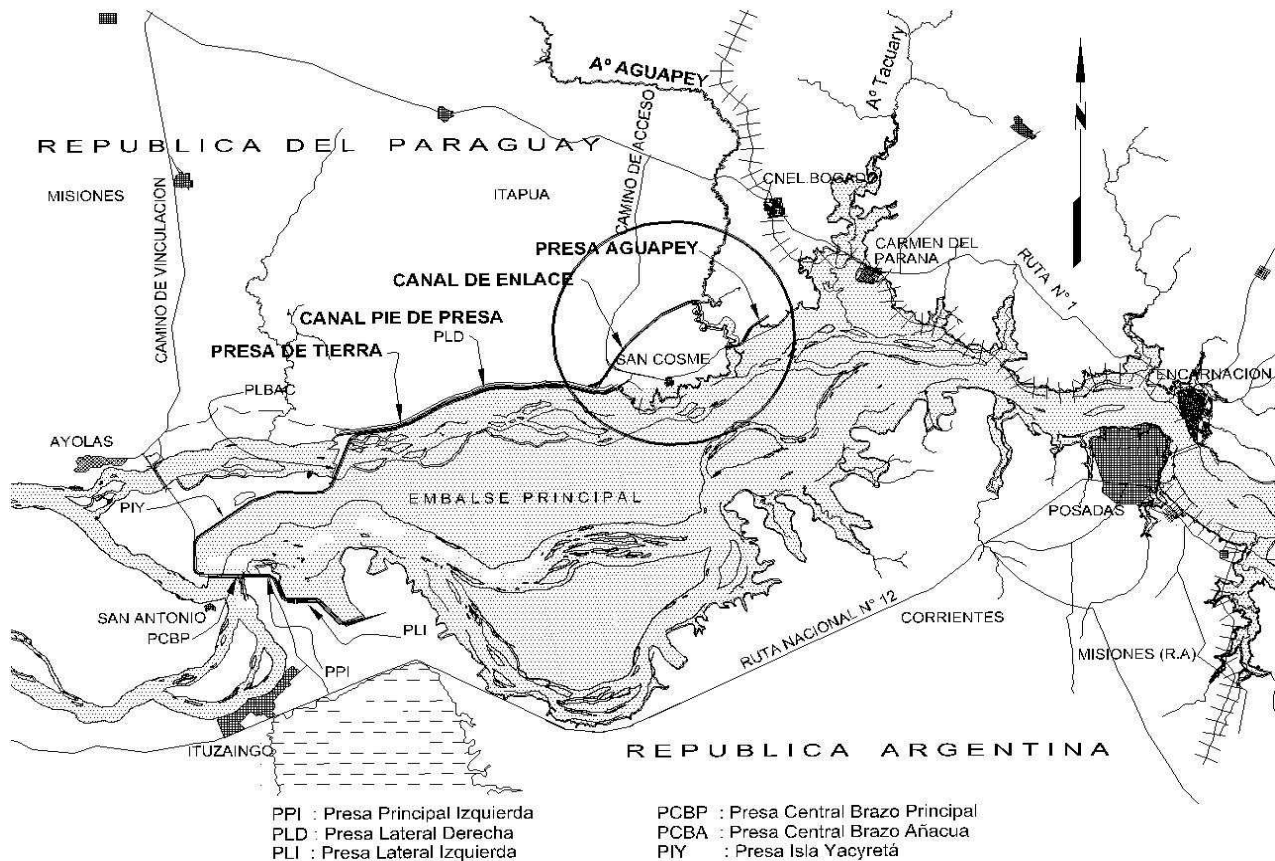 Aº AGUAPEY
Aº Tacuary
N
REPUBLICA DEL PARAGUAY
MISIONES
ITAPUA
CAMINO DE VINCULACION
CAMINO DE ACCESO
CNEL.BOGADO
PRESA AGUAPEY
CARMEN DEL
PARANA
RUTA Nº 1
CANAL DE ENLACE
CANAL PIE DE PRESA
PLD
PRESA DE TIERRA
SAN COSME
PLBAC
ENCARNACION
AYOLAS
EMBALSE PRINCIPAL
PIY
POSADAS
SAN ANTONIO
PCBP
PLI
RUTA NACIONAL Nº 12
CORRIENTES
MISIONES (R.A)
PPI
ITUZAINGO
REPUBLICA ARGENTINA
PPI : Presa Principal Izquierda
PLD : Presa Lateral Derecha
PLI : Presa Lateral Izquierda
PCBP : Presa Central Brazo Principal
PCBA : Presa Central Brazo Añacua
PIY : Presa Isla Yacyretá